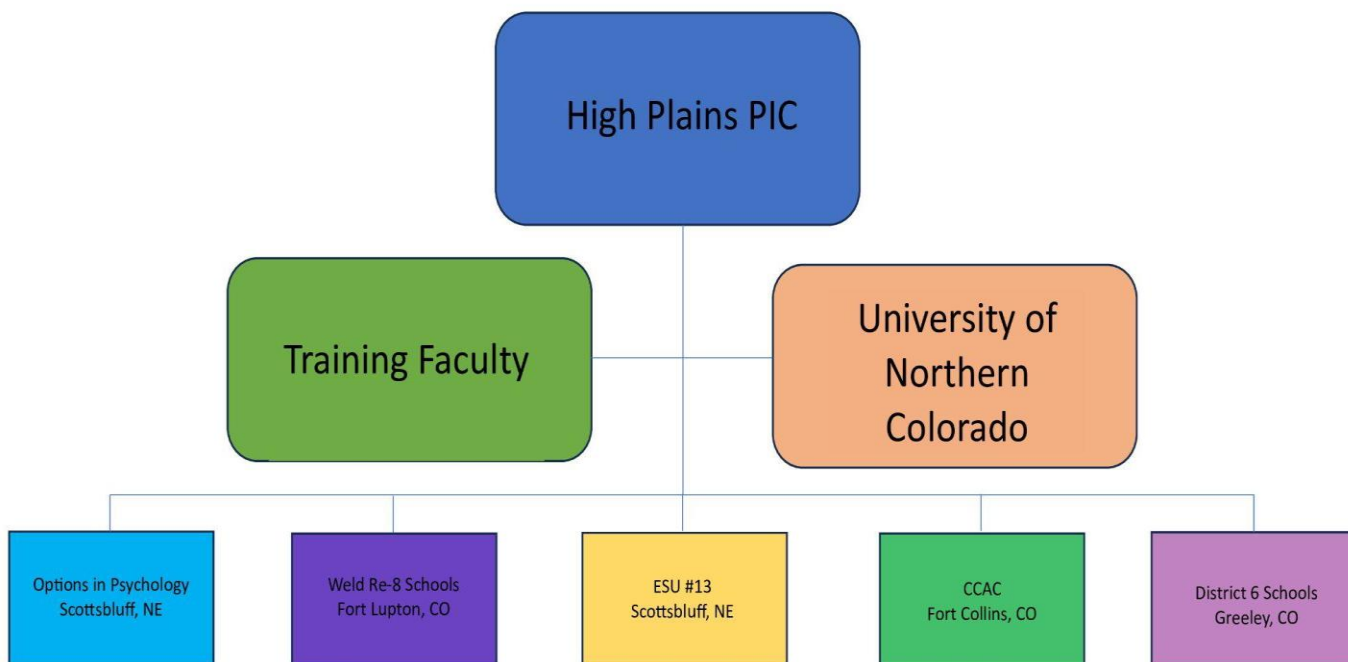 High Plains PIC
Training Faculty
University of
Northern
Colorado
Options in Psychology
Scottsbluff, NE
Weld Re-8 Schools
Fort Lupton, CO
ESU #13
Scottsbluff, NE
CCAC
Fort Collins, CO
District 6 Schools
Greeley, CO